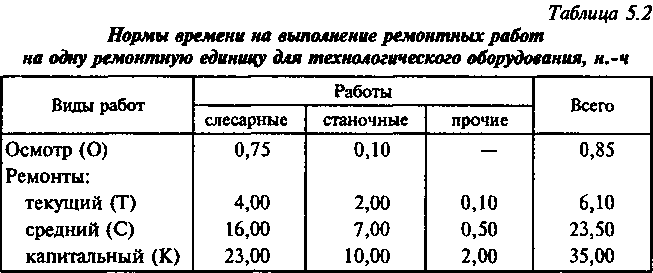 Таблица 5.2
Нормы времени на выполнение ремонтных работ
на одну ремонтную единицу для технологического оборудования, н.-ч
Виды работ Работы Всего
слесарные станочные прочие
Осмотр (О) 0,75 0,10 — 0,85
Ремонты:
текущий (Т) 4,00 2,00 0,10 6,10
средний (С) 16,00 7,00 0,50 23,50
капитальный (К) 23,00 10,00 2,00 35,00